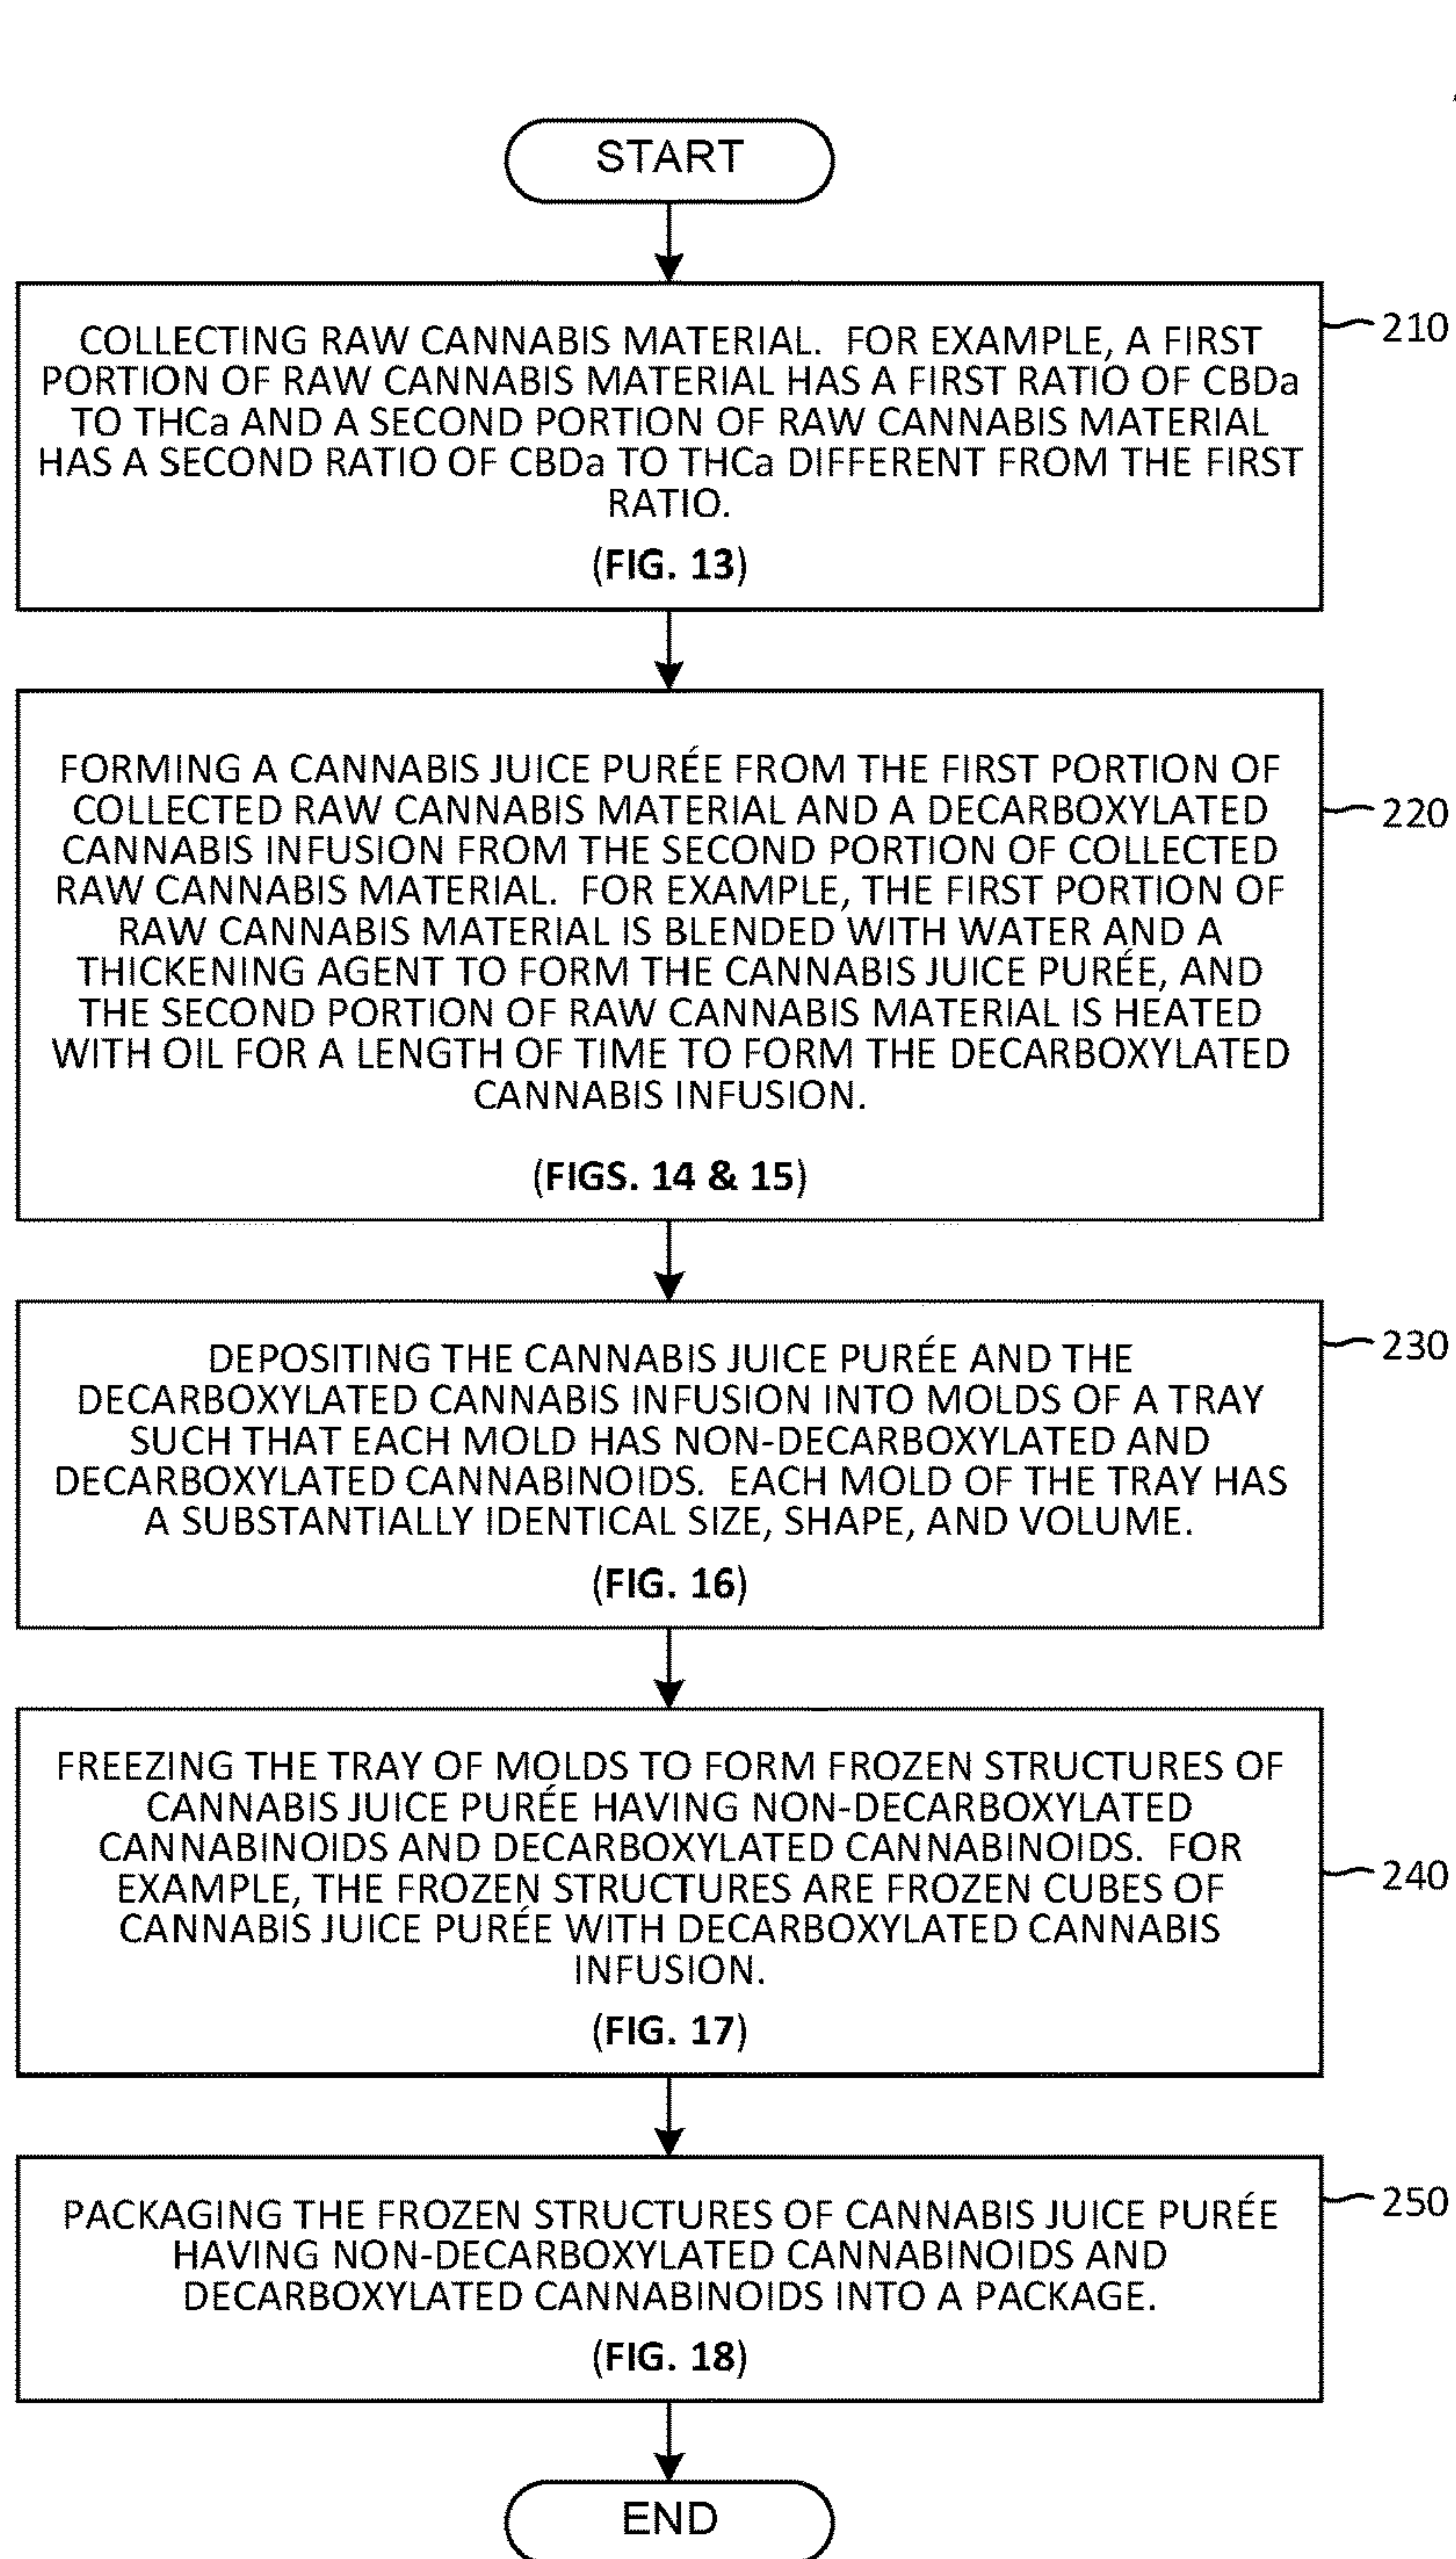 START
COLLECTING RAW CANNABIS MATERIAL. FOR EXAMPLE, A FIRST
PORTION OF RAW CANNABIS MATERIAL HAS A FIRST RATIO OF CBDa
TO THCa AND A SECOND PORTION OF RAW CANNABIS MATERIAL
HAS A SECOND RATIO OF CBDa TO THCa DIFFERENT FROM THE FIRST
RATIO.
(FIG. 13)
210
FORMING A CANNABIS JUICE PURÉE FROM THE FIRST PORTION OF
COLLECTED RAW CANNABIS MATERIAL AND A DECARBOXYLATED
CANNABIS INFUSION FROM THE SECOND PORTION OF COLLECTED
RAW CANNABIS MATERIAL. FOR EXAMPLE, THE FIRST PORTION OF
RAW CANNABIS MATERIAL IS BLENDED WITH WATER AND A
THICKENING AGENT TO FORM THE CANNABIS JUICE PURÉE, AND
THE SECOND PORTION OF RAW CANNABIS MATERIAL IS HEATED
WITH OIL FOR A LENGTH OF TIME TO FORM THE DECARBOXYLATED
CANNABIS INFUSION.
(FIGS. 14 & 15)
220
DEPOSITING THE CANNABIS JUICE PURÉE AND THE
DECARBOXYLATED CANNABIS INFUSION INTO MOLDS OF A TRAY
SUCH THAT EACH MOLD HAS NON-DECARBOXYLATED AND
DECARBOXYLATED CANNABINOIDS. EACH MOLD OF THE TRAY HAS
A SUBSTANTIALLY IDENTICAL SIZE, SHAPE, AND VOLUME.
(FIG. 16)
230
FREEZING THE TRAY OF MOLDS TO FORM FROZEN STRUCTURES OF
CANNABIS JUICE PURÉE HAVING NON-DECARBOXYLATED
CANNABINOIDS AND DECARBOXYLATED CANNABINOIDS. FOR
EXAMPLE, THE FROZEN STRUCTURES ARE FROZEN CUBES OF
CANNABIS JUICE PURÉE WITH DECARBOXYLATED CANNABIS
INFUSION.
(FIG. 17)
240
PACKAGING THE FROZEN STRUCTURES OF CANNABIS JUICE PURÉE
HAVING NON-DECARBOXYLATED CANNABINOIDS AND
DECARBOXYLATED CANNABINOIDS INTO A PACKAGE.
(FIG. 18)
250
END